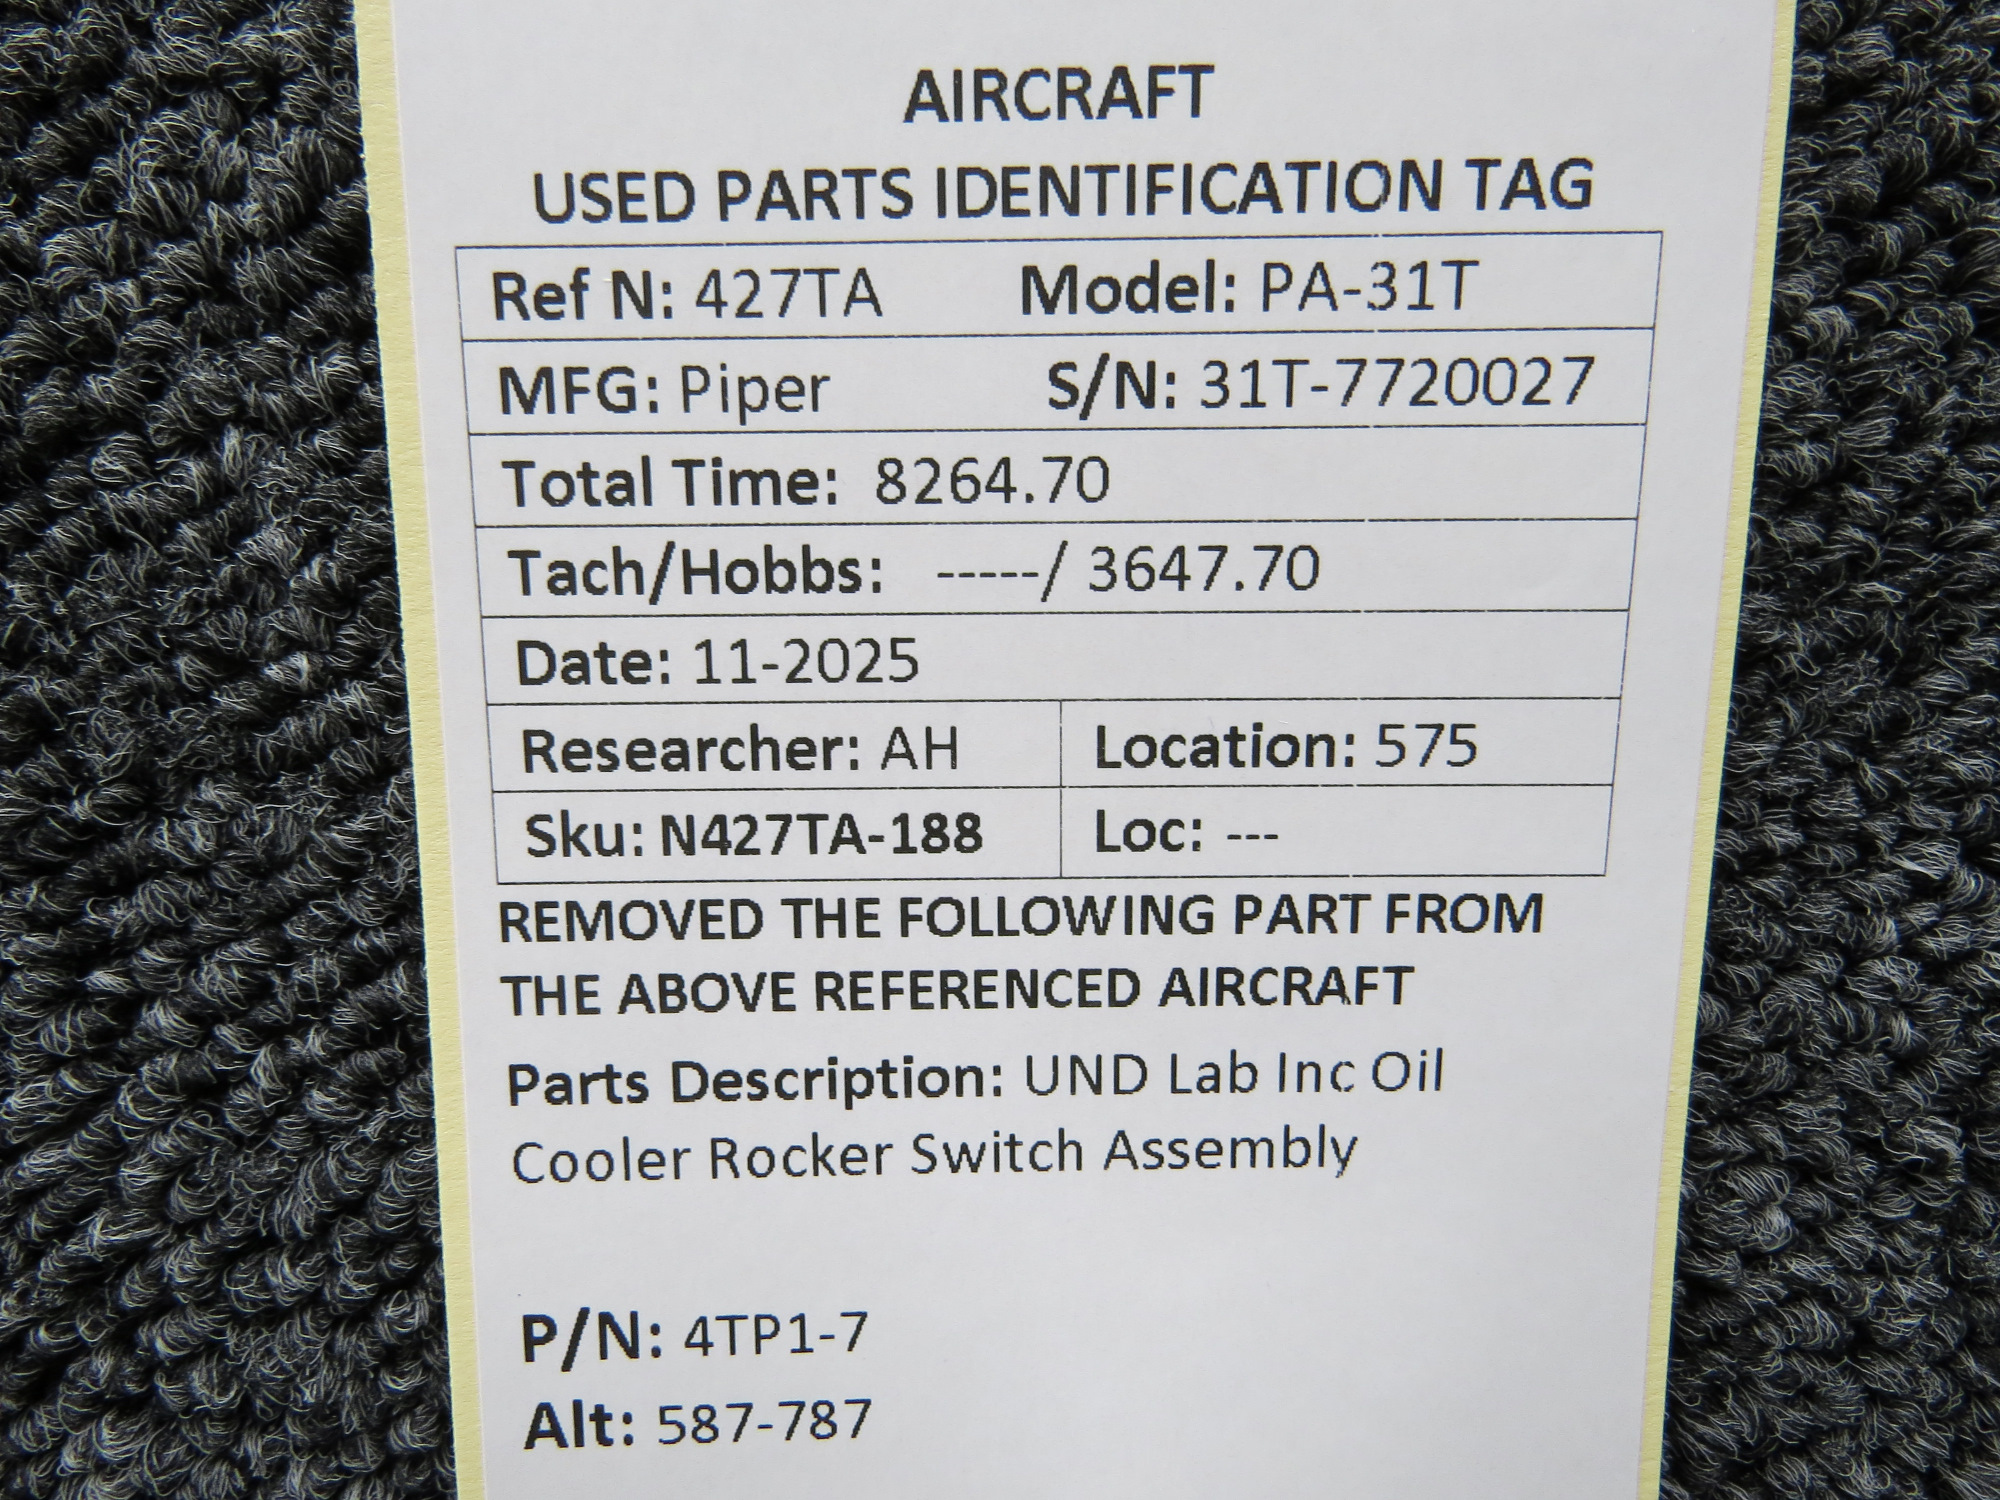 AIRCRAFT
USED PARTS IDENTIFICATION TAG
Ref N: 427TA Model: PA-31T
MFG: Piper S/N: 31T-7720027
Total Time: 8264.70
Tach/Hobbs: -----/ 3647.70
Date: 11-2025
Researcher: AH Location: 575
Sku: N427TA-188 Loc: ---
REMOVED THE FOLLOWING PART FROM
THE ABOVE REFERENCED AIRCRAFT
Parts Description: UND Lab Inc Oil
Cooler Rocker Switch Assembly
P/N: 4TP1-7
Alt: 587-787